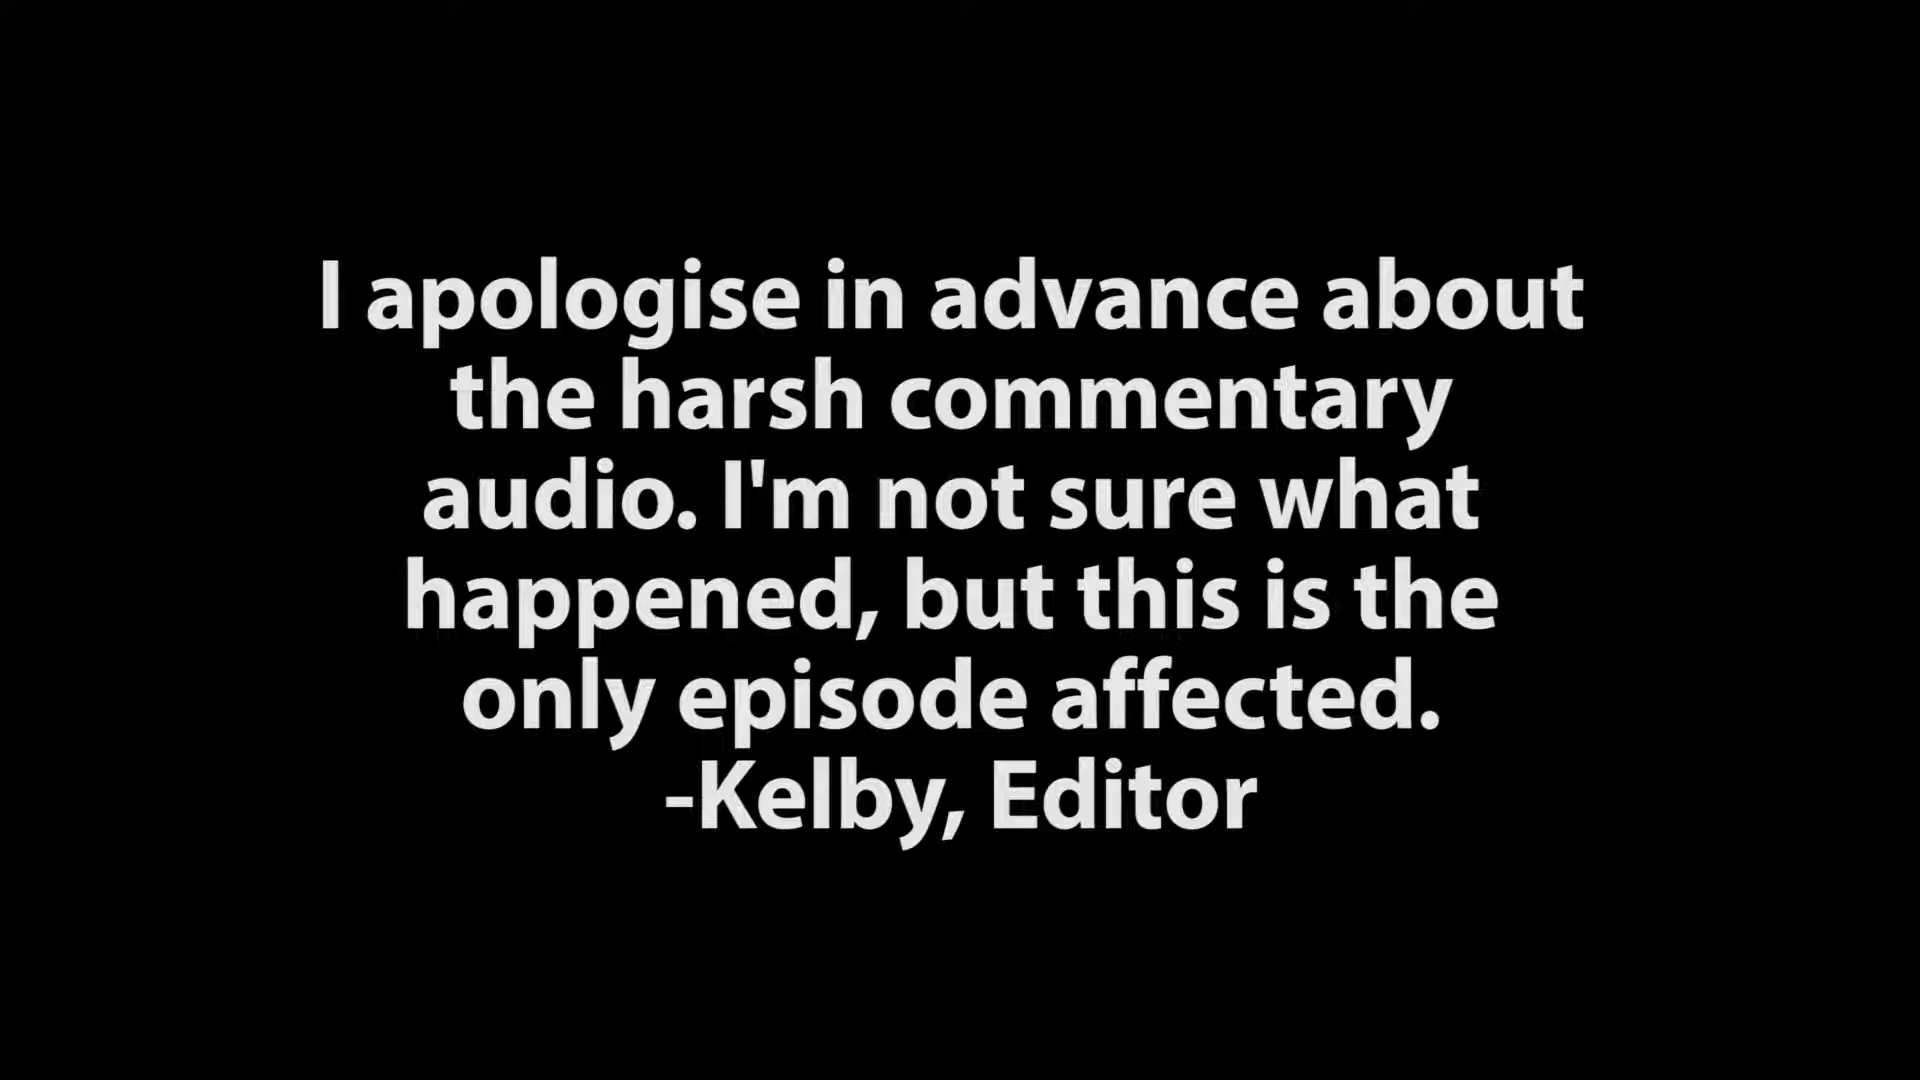 I apologise in advance about
the harsh commentary
audio. I'm not sure what
happened, but this is the
only episode affected.
-Kelby, Editor